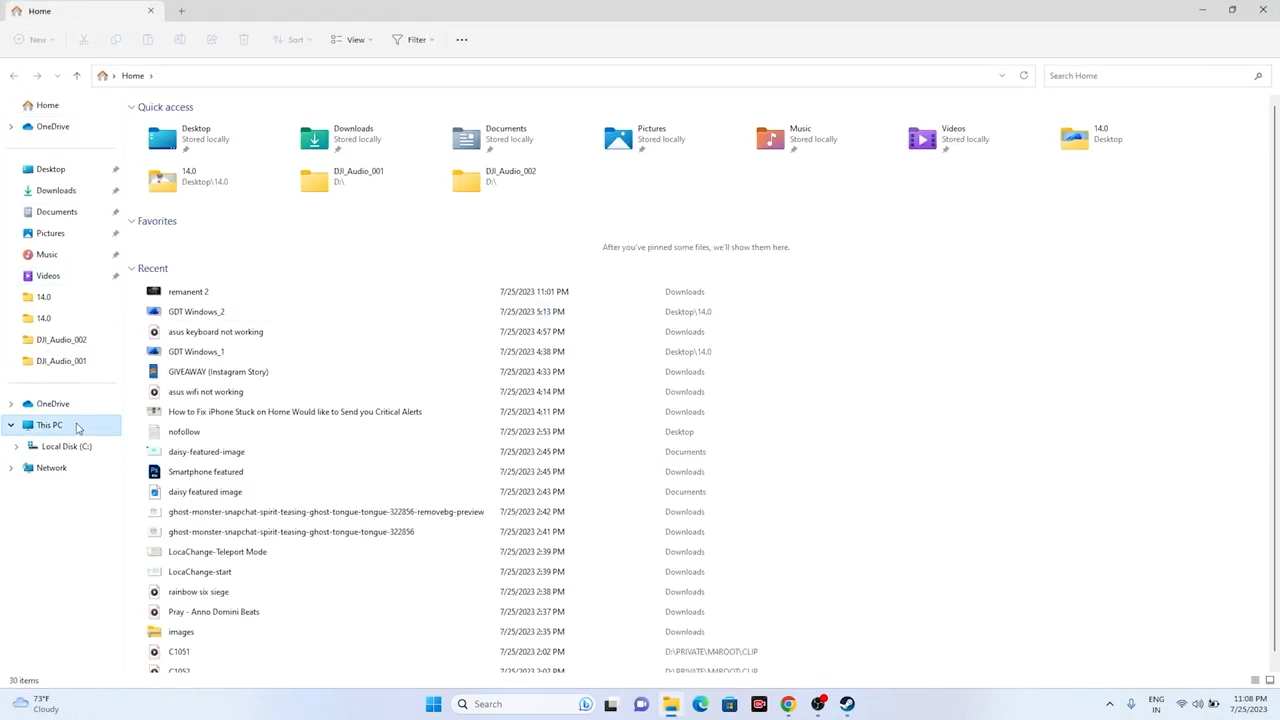 Home
New
Sort
View
Filter
Home
Search Home
Home
OneDrive
Desktop
Downloads
Documents
Pictures
Music
Videos
14.0
14.0
DJI_Audio_002
DJI_Audio_001
OneDrive
This PC
Local Disk (C:)
Network
Quick access
Desktop
Stored locally
Downloads
Stored locally
Documents
Stored locally
Pictures
Stored locally
Music
Stored locally
Videos
Stored locally
14.0
Desktop
14.0
Desktop\14.0
DJI_Audio_001
D:\
DJI_Audio_002
D:\
Favorites
After you've pinned some files, we'll show them here.
Recent
remanent 2 7/25/2023 11:01 PM Downloads
GDT Windows_2 7/25/2023 5:13 PM Desktop\14.0
asus keyboard not working 7/25/2023 4:57 PM Downloads
GDT Windows_1 7/25/2023 4:38 PM Desktop\14.0
GIVEAWAY (Instagram Story) 7/25/2023 4:33 PM Downloads
asus wifi not working 7/25/2023 4:14 PM Downloads
How to Fix iPhone Stuck on Home Would like to Send you Critical Alerts 7/25/2023 4:11 PM Downloads
nofollow 7/25/2023 2:53 PM Desktop
daisy-featured-image 7/25/2023 2:45 PM Documents
Smartphone featured 7/25/2023 2:45 PM Downloads
daisy featured image 7/25/2023 2:43 PM Documents
ghost-monster-snapchat-spirit-teasing-ghost-tongue-tongue-322856-removebg-preview 7/25/2023 2:42 PM Downloads
ghost-monster-snapchat-spirit-teasing-ghost-tongue-tongue-322856 7/25/2023 2:41 PM Downloads
LocaChange-Teleport Mode 7/25/2023 2:39 PM Downloads
LocaChange-start 7/25/2023 2:39 PM Downloads
rainbow six siege 7/25/2023 2:38 PM Downloads
Pray - Anno Domini Beats 7/25/2023 2:37 PM Downloads
images 7/25/2023 2:35 PM Downloads
C1051 7/25/2023 2:02 PM D:\PRIVATE\M4ROOT\CLIP
C1052 7/25/2023 2:02 PM D:\PRIVATE\M4ROOT\CLIP
30 items
73°F
Cloudy
Search
ENG
IN
11:08 PM
7/25/2023